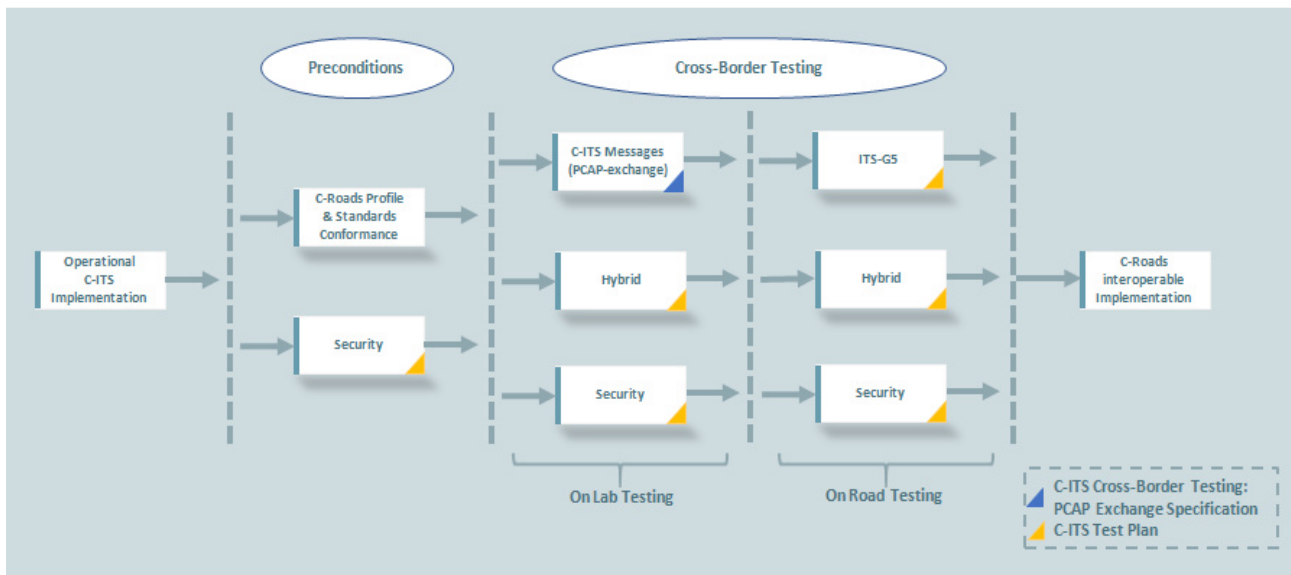 Preconditions
Cross-Border Testing
C-ITS Messages
(PCAP-exchange)
ITS-G5
C-Roads Profile
& Standards
Conformance
Operational
C-ITS
Implementation
Hybrid
Hybrid
C-Roads
interoperable
Implementation
Security
Security
Security
On Lab Testing
On Road Testing
C-ITS Cross-Border Testing:
PCAP Exchange Specification
C-ITS Test Plan